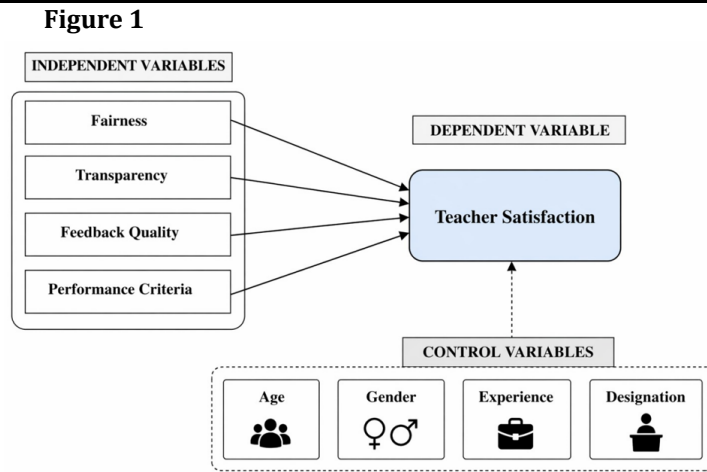 Figure 1
INDEPENDENT VARIABLES
Fairness
Transparency
Feedback Quality
Performance Criteria
DEPENDENT VARIABLE
Teacher Satisfaction
CONTROL VARIABLES
Age
Gender
Experience
Designation